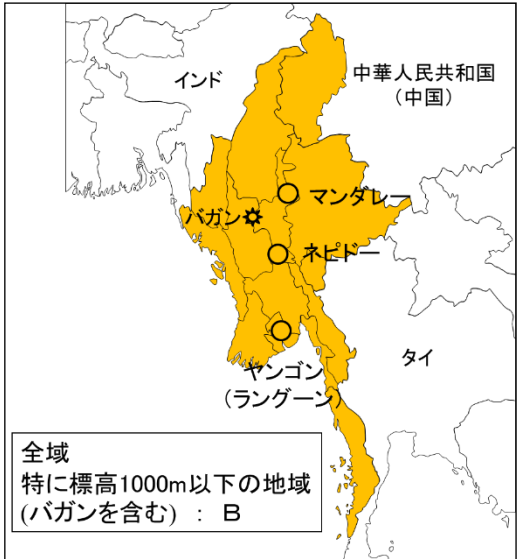 インド
中華人民共和国
（中国）
マンダレー
バガン
ネピドー
ヤンゴン
（ラングーン）
タイ
全域
特に標高1000m以下の地域
(バガンを含む) ： B